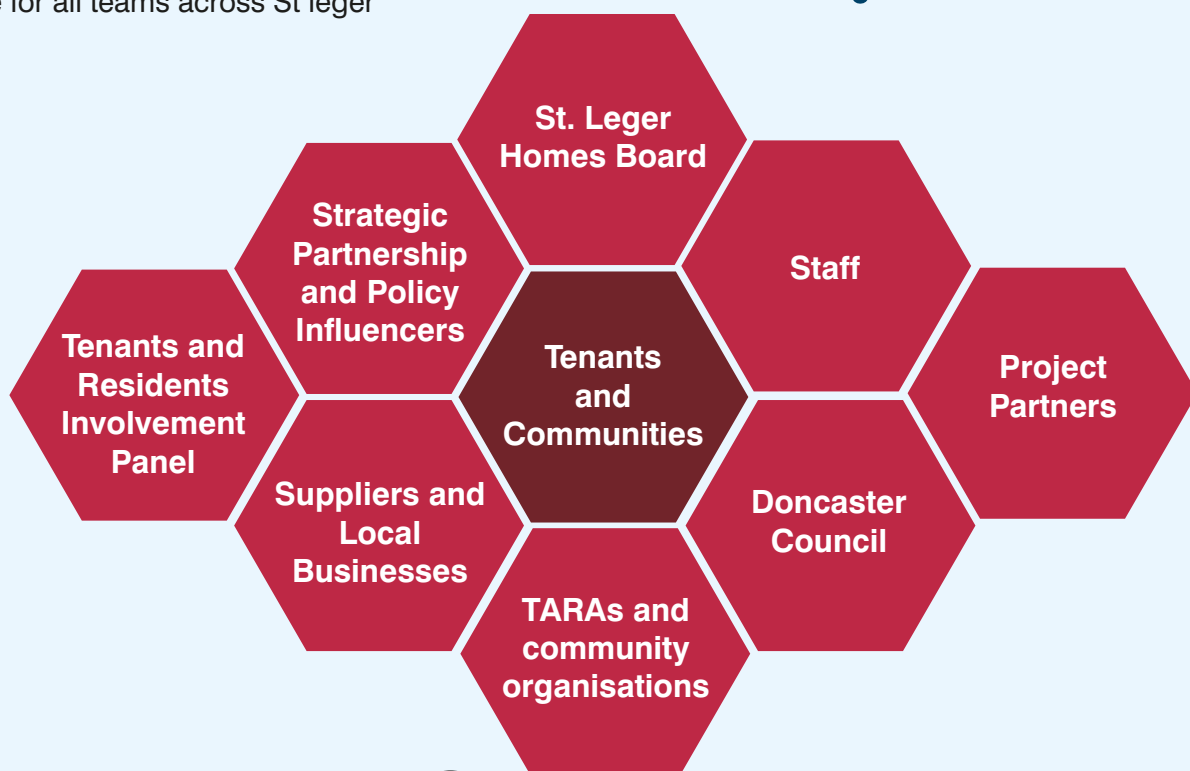 for all teams across St leger
St. Leger
Homes Board
Strategic
Partnership
and Policy
Influencers
Staff
Tenants and
Residents
Involvement
Panel
Tenants
and
Communities
Project
Partners
Suppliers and
Local
Businesses
Doncaster
Council
TARAs and
community
organisations